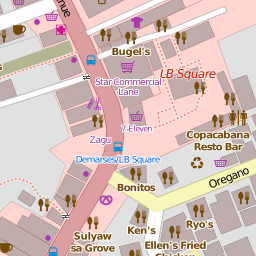 nue
Bugel's
LB Square
Star Commercial
Lane
7-Eleven
Zagu
Copacabana
Resto Bar
Demarses/LB Square
Bonitos
Oregano
Ken's
Ryo's
Sulyaw
sa Grove
Ellen's Fried
Chicken